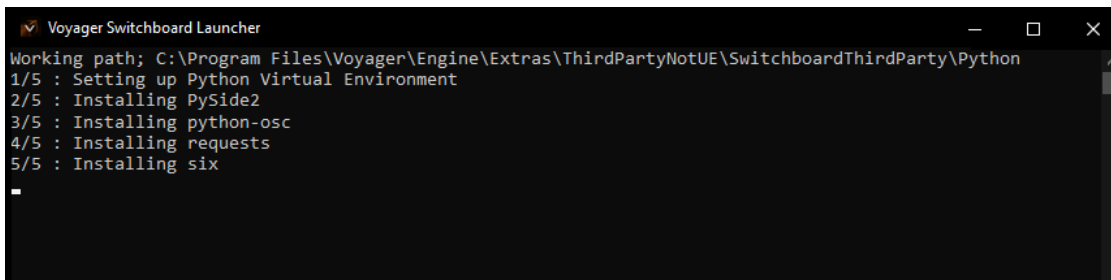 Voyager Switchboard Launcher
Working path; C:\Program Files\Voyager\Engine\Extras\ThirdPartyNotUE\SwitchboardThirdParty\Python
1/5 : Setting up Python Virtual Environment
2/5 : Installing PySide2
3/5 : Installing python-osc
4/5 : Installing requests
5/5 : Installing six